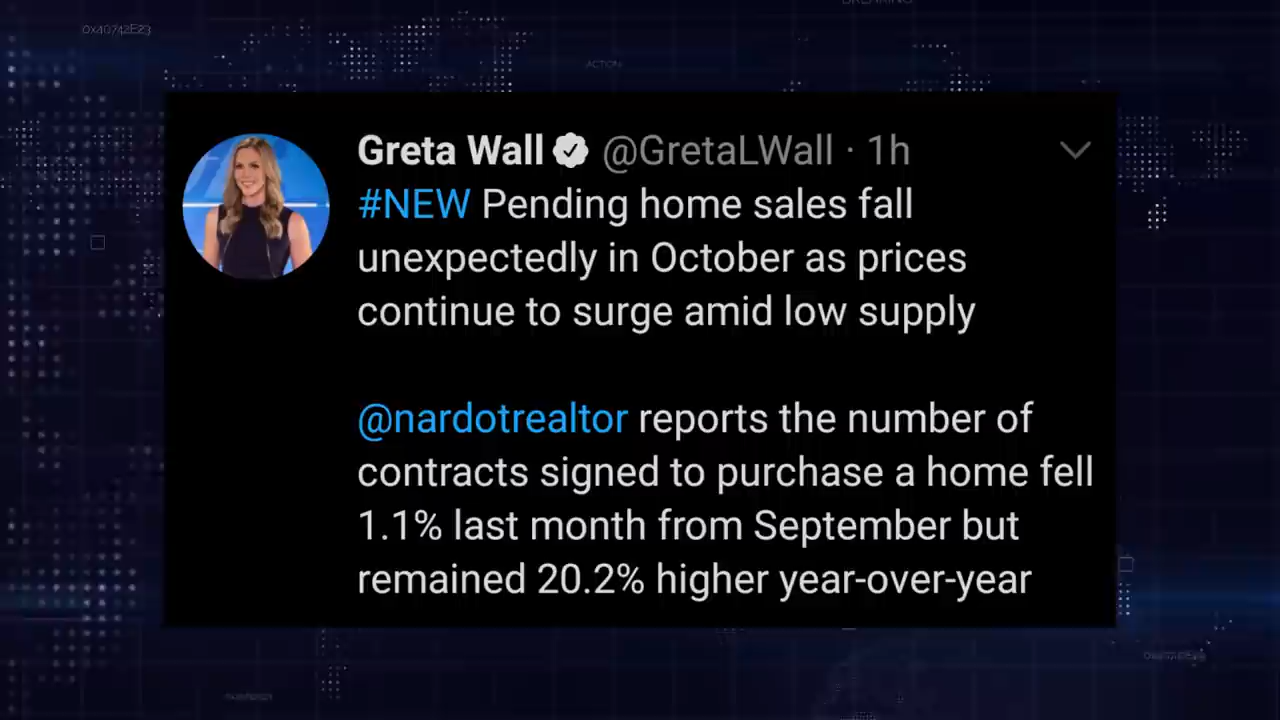 0x40742E23
ACTION
Greta Wall @GretaLWall · 1h
#NEW Pending home sales fall
unexpectedly in October as prices
continue to surge amid low supply
@nardotrealtor reports the number of
contracts signed to purchase a home fell
1.1% last month from September but
remained 20.2% higher year-over-year